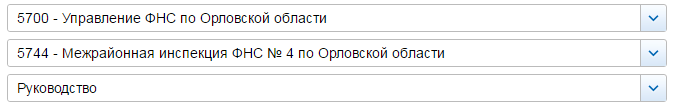 5700 - Управление ФНС по Орловской области
5744 - Межрайонная инспекция ФНС № 4 по Орловской области
Руководство